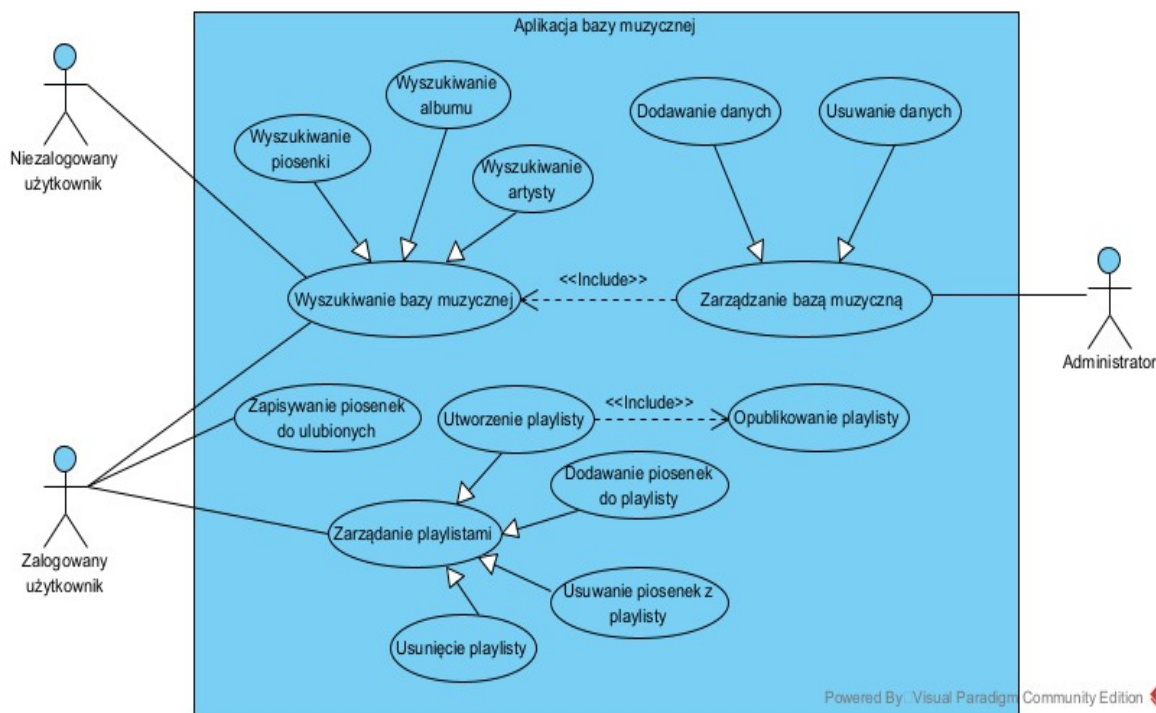 Aplikacja bazy muzycznej
Niezalogowany
użytkownik
Wyszukiwanie
piosenki
Wyszukiwanie
albumu
Wyszukiwanie
artysty
Dodawanie danych
Usuwanie danych
Wyszukiwanie bazy muzycznej
<<Include>>
Zarządzanie bazą muzyczną
Administrator
Zapisywanie piosenek
do ulubionych
Utworzenie playlisty
<<Include>>
Opublikowanie playlisty
Dodawanie piosenek
do playlisty
Zarządanie playlistami
Zalogowany
użytkownik
Usuwanie piosenek z
playlisty
Usunięcie playlisty
Powered By Visual Paradigm Community Edition